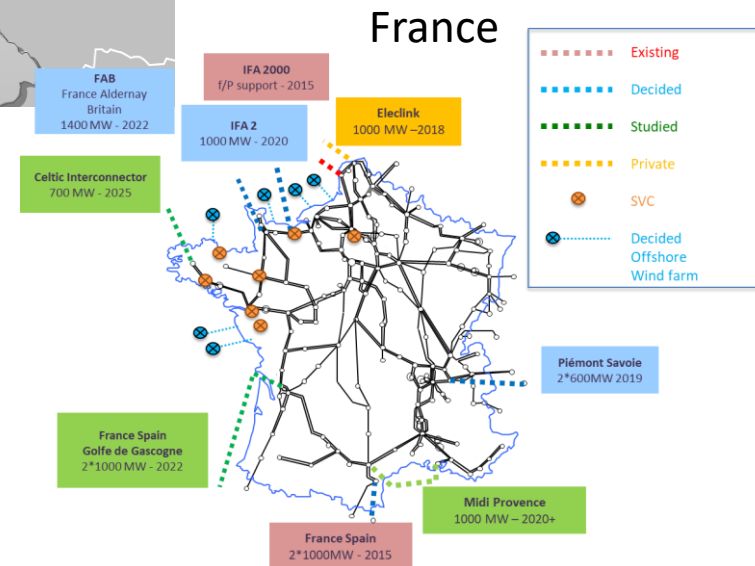 France
FAB
France Aldernay
Britain
1400 MW - 2022
IFA 2000
f/P support - 2015
IFA 2
1000 MW - 2020
Eleclink
1000 MW –2018
Celtic Interconnector
700 MW - 2025
Existing
Decided
Studied
Private
SVC
Decided
Offshore
Wind farm
Piémont Savoie
2*600MW 2019
France Spain
Golfe de Gascogne
2*1000 MW - 2022
Midi Provence
1000 MW – 2020+
France Spain
2*1000MW - 2015